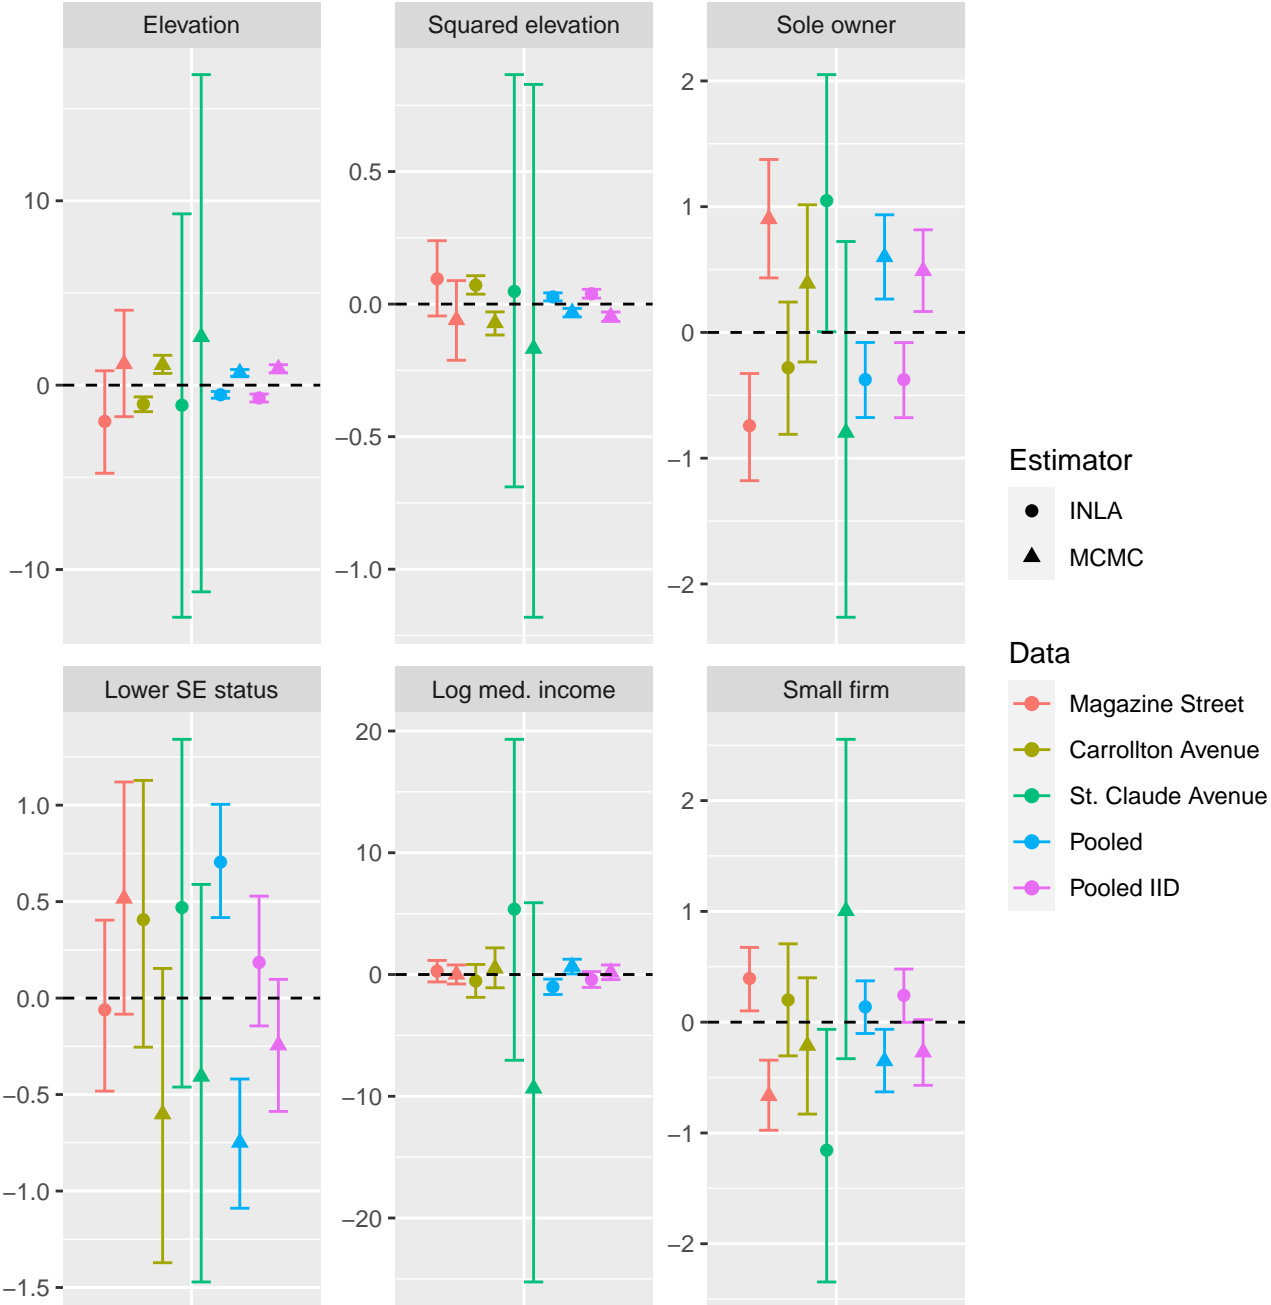 Elevation
Squared elevation
Sole owner
10
0
−10
0.5
0.0
−0.5
−1.0
2
1
0
−1
−2
Lower SE status
Log med. income
Small firm
1.0
0.5
0.0
−0.5
−1.0
−1.5
20
10
0
−10
−20
2
1
0
−1
−2
Estimator
INLA
MCMC
Data
Magazine Street
Carrollton Avenue
St. Claude Avenue
Pooled
Pooled IID